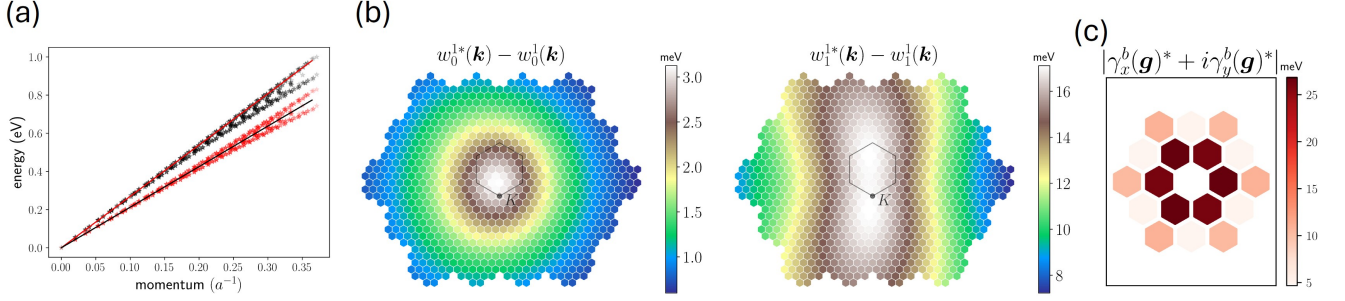 (a)
1.0
0.8
0.6
0.4
0.2
0.0
energy (eV)
0.00 0.05 0.10 0.15 0.20 0.25 0.30 0.35
momentum (a⁻¹)
(b)
w₀¹*(k) − w₀¹(k)
K
meV
3.0
2.5
2.0
1.5
1.0
w₁¹*(k) − w₁¹(k)
K
meV
16
14
12
10
8
(c)
|γₓᵇ(g)* + iγᵧᵇ(g)*|
meV
25
20
15
10
5